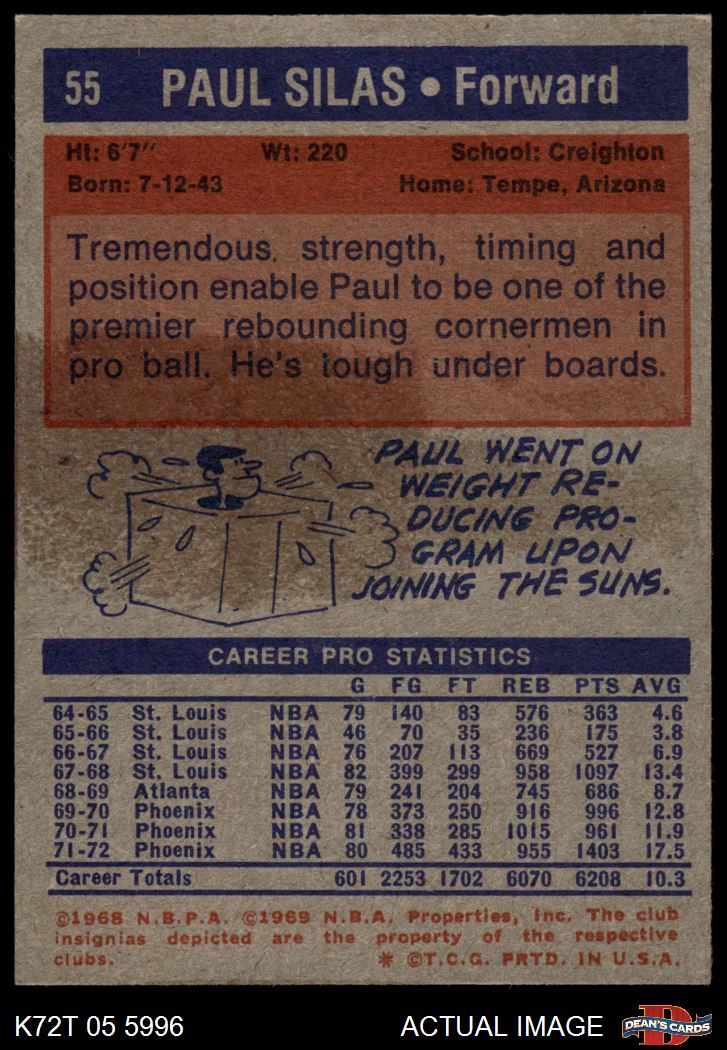 55 PAUL SILAS • Forward
Ht: 6'7" Wt: 220 School: Creighton
Born: 7-12-43 Home: Tempe, Arizona
Tremendous strength, timing and
position enable Paul to be one of the
premier rebounding cornermen in
pro ball. He's tough under boards.
PAUL WENT ON
WEIGHT RE-
DUCING PRO-
GRAM UPON
JOINING THE SUNS.
CAREER PRO STATISTICS
G FG FT REB PTS AVG
64-65 St. Louis NBA 79 140 83 576 363 4.6
65-66 St. Louis NBA 46 70 35 236 175 3.8
66-67 St. Louis NBA 76 207 113 669 527 6.9
67-68 St. Louis NBA 82 399 299 958 1097 13.4
68-69 Atlanta NBA 79 241 204 745 686 8.7
69-70 Phoenix NBA 78 373 250 916 996 12.8
70-71 Phoenix NBA 81 338 285 1015 961 11.9
71-72 Phoenix NBA 80 485 433 955 1403 17.5
Career Totals 601 2253 1702 6070 6208 10.3
©1968 N.B.P.A. ©1969 N.B.A. Properties, Inc. The club
insignias depicted are the property of the respective
clubs. * ©T.C.G. PRTD. IN U.S.A.
K72T 05 5996 ACTUAL IMAGE DEAN'S CARDS